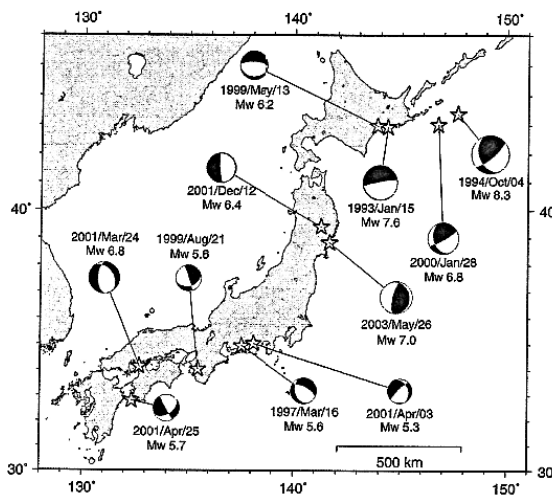 130°
140°
150°
1999/May/13
Mw 6.2
2001/Dec/12
Mw 6.4
1993/Jan/15
Mw 7.6
1994/Oct/04
Mw 8.3
40°
40°
2001/Mar/24
Mw 6.8
1999/Aug/21
Mw 5.6
2000/Jan/28
Mw 6.8
2003/May/26
Mw 7.0
2001/Apr/25
Mw 5.7
1997/Mar/16
Mw 5.6
2001/Apr/03
Mw 5.3
500 km
30°
30°
130°
140°
150°